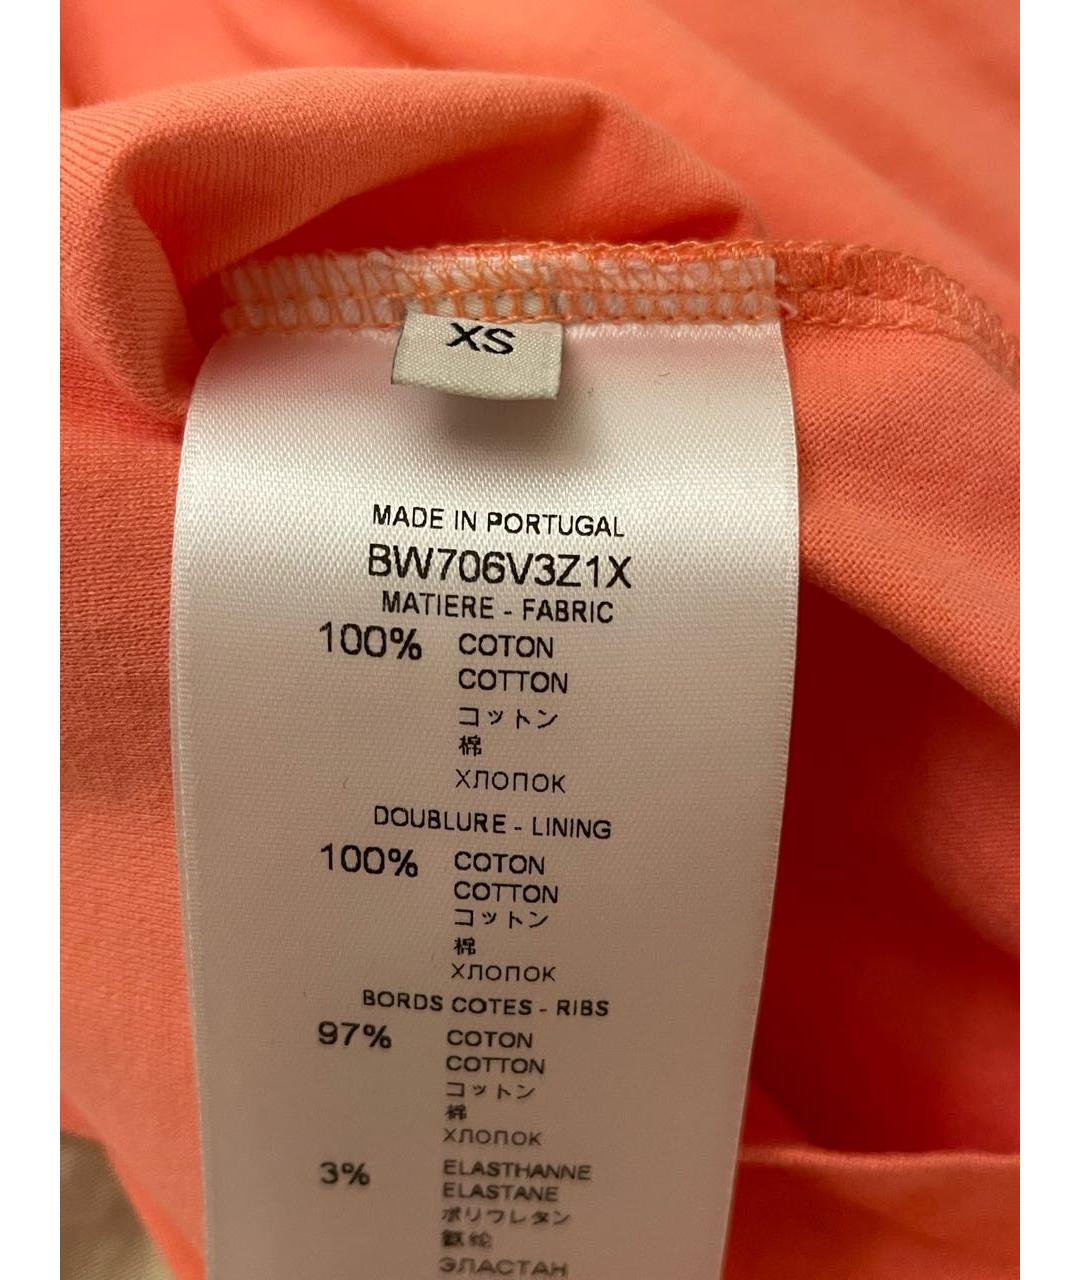 XS
MADE IN PORTUGAL
BW706V3Z1X
MATIERE - FABRIC
100% COTON
COTTON
コットン
棉
ХЛОПОК
DOUBLURE - LINING
100% COTON
COTTON
コットン
棉
ХЛОПОК
BORDS COTES - RIBS
97% COTON
COTTON
コットン
棉
ХЛОПОК
3% ELASTHANNE
ELASTANE
ポリウレタン
氨纶
ЭЛАСТАН